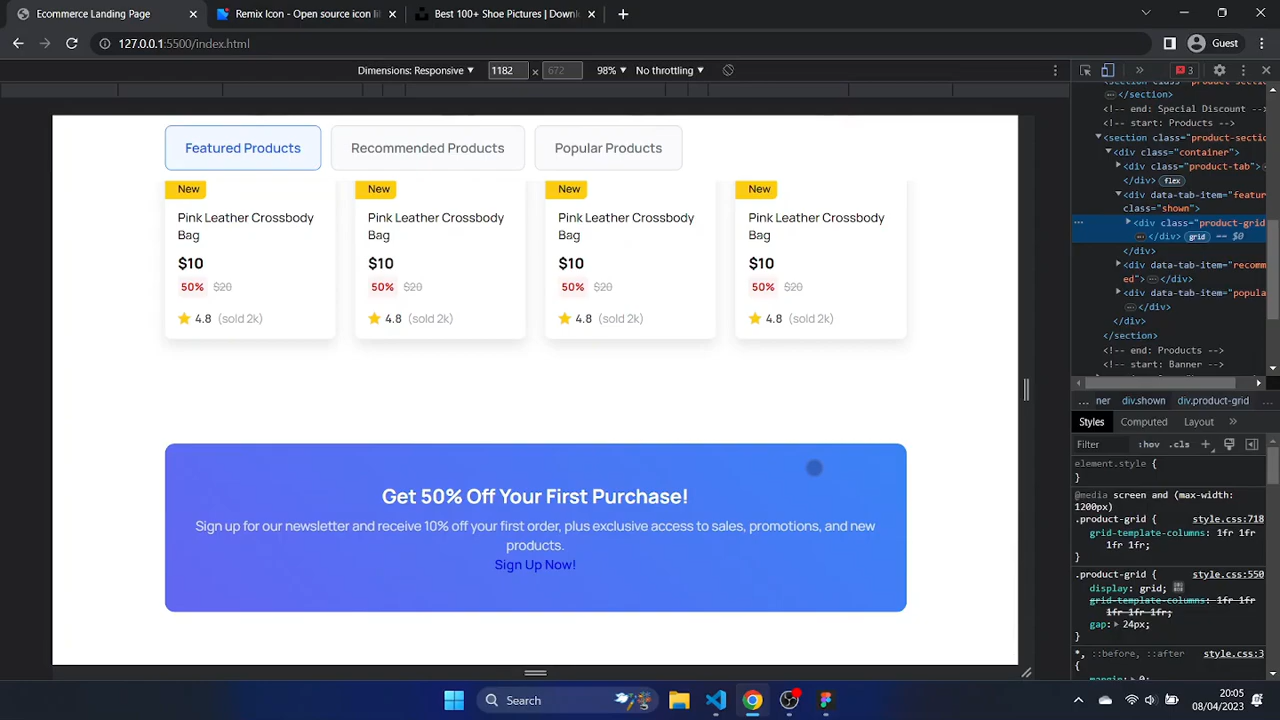 Ecommerce Landing Page
Remix Icon - Open source icon li
Best 100+ Shoe Pictures | Downl
127.0.0.1:5500/index.html
Guest
Dimensions: Responsive
1182
x
672
98%
No throttling
3
Featured Products
Recommended Products
Popular Products
New
New
New
New
Pink Leather Crossbody
Bag
Pink Leather Crossbody
Bag
Pink Leather Crossbody
Bag
Pink Leather Crossbody
Bag
$10
$10
$10
$10
50% $20
50% $20
50% $20
50% $20
4.8 (sold 2k)
4.8 (sold 2k)
4.8 (sold 2k)
4.8 (sold 2k)
Get 50% Off Your First Purchase!
Sign up for our newsletter and receive 10% off your first order, plus exclusive access to sales, promotions, and new
products.
Sign Up Now!
</section>
<!-- end: Special Discount -->
<!-- start: Products -->
<section class="product-secti
<div class="container">
<div class="product-tab">
</div> flex
<div data-tab-item="featur
class="shown">
<div class="product-grid
</div> grid == $0
</div>
<div data-tab-item="recomm
ed"> </div>
<div data-tab-item="popula
</div>
</div>
</section>
<!-- end: Products -->
<!-- start: Banner -->
... ner div.shown div.product-grid ...
Styles Computed Layout
Filter :hov .cls
element.style {
}
@media screen and (max-width:
1200px)
.product-grid { style.css:718
grid-template-columns: 1fr 1fr
1fr 1fr;
}
.product-grid { style.css:550
display: grid;
grid-template-columns: 1fr 1fr
1fr 1fr 1fr;
gap: 24px;
}
*, ::before, ::after style.css:3
{
margin: 0;
Search
20:05
08/04/2023